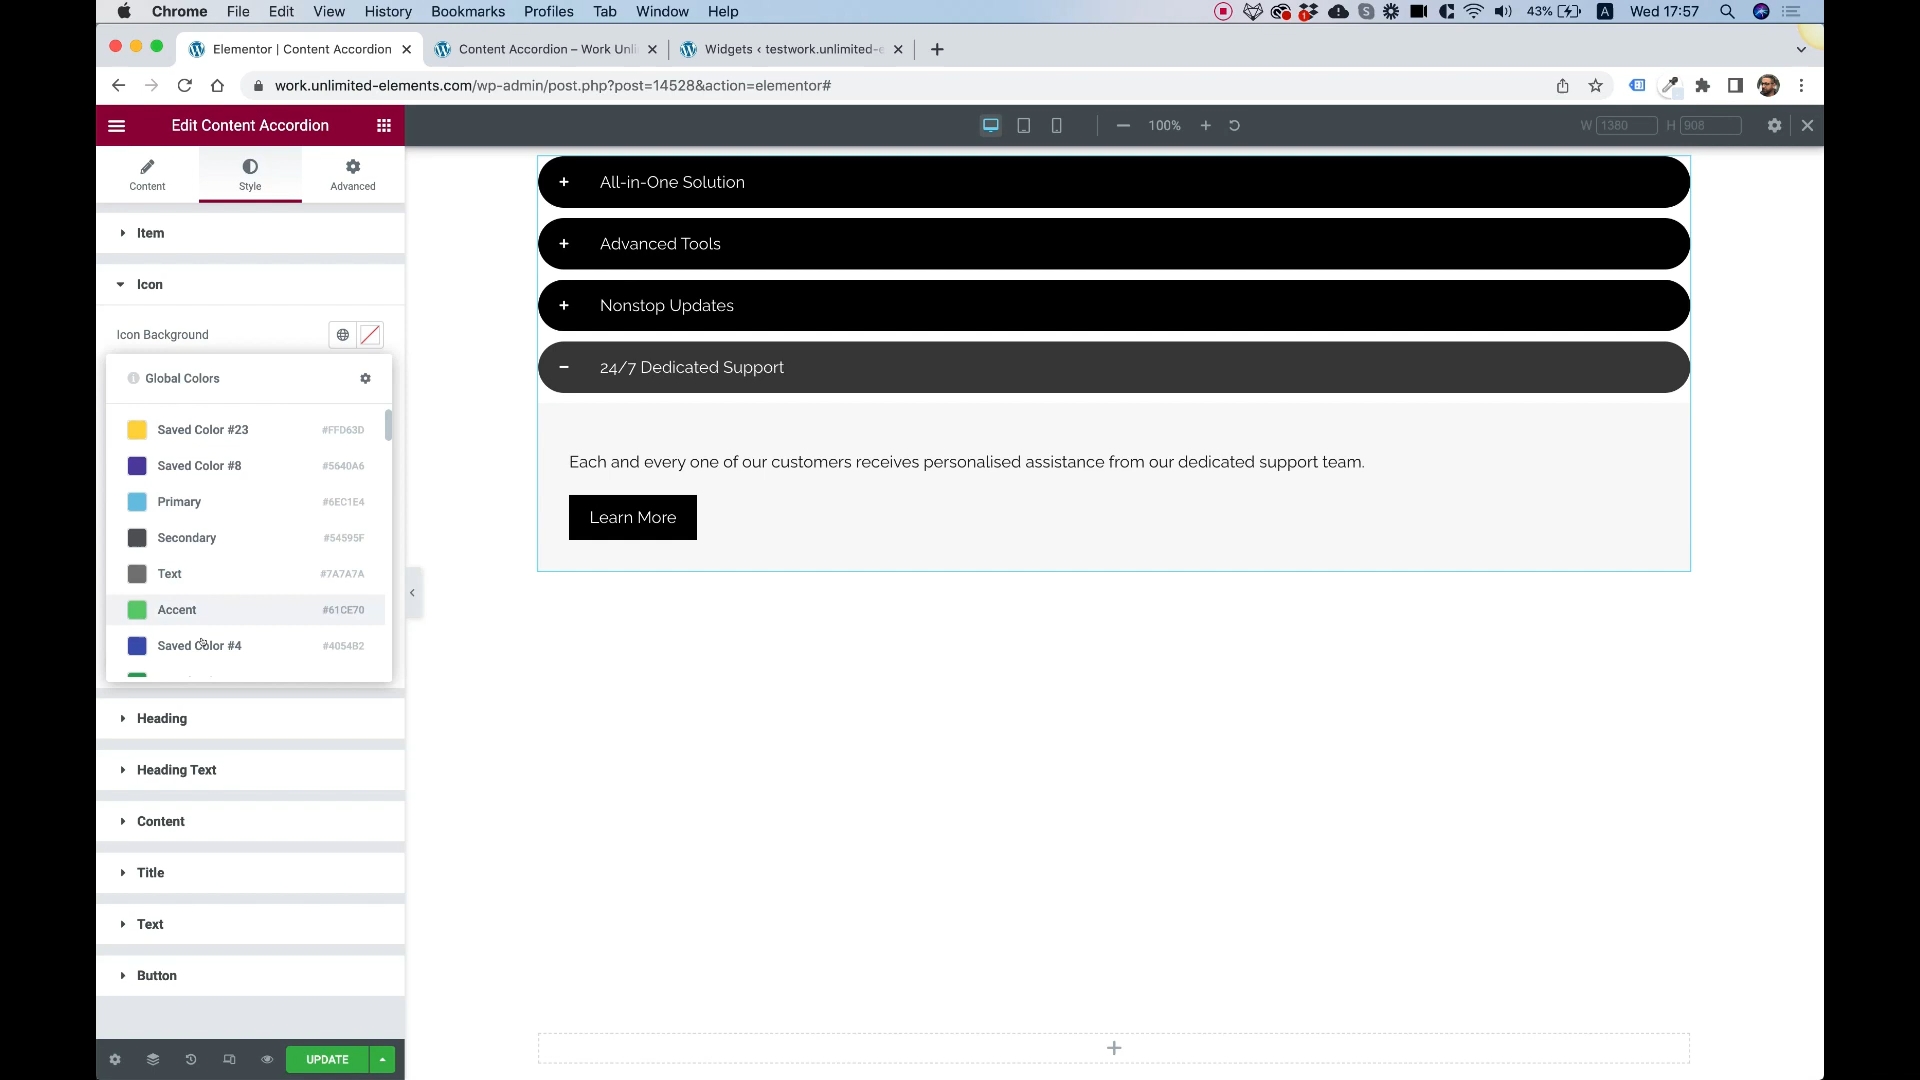 Chrome File Edit View History Bookmarks Profiles Tab Window Help 43% A Wed 17:57
Elementor | Content Accordion Content Accordion – Work Unli Widgets ‹ testwork.unlimited-e
work.unlimited-elements.com/wp-admin/post.php?post=14528&action=elementor#
Edit Content Accordion
100%
W 1380 H 908
Content Style Advanced
Item
Icon
Icon Background
Global Colors
Saved Color #23 #FFD63D
Saved Color #8 #5640A6
Primary #6EC1E4
Secondary #54595F
Text #7A7A7A
Accent #61CE70
Saved Color #4 #4054B2
Heading
Heading Text
Content
Title
Text
Button
UPDATE
All-in-One Solution
Advanced Tools
Nonstop Updates
24/7 Dedicated Support
Each and every one of our customers receives personalised assistance from our dedicated support team.
Learn More